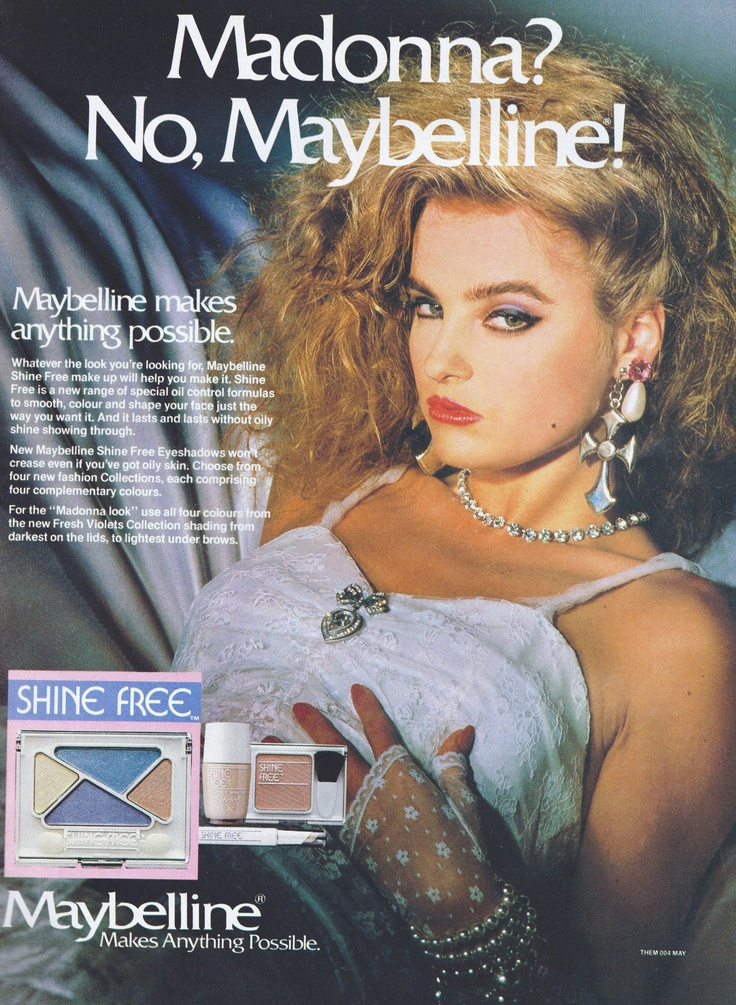 Madonna?
No, Maybelline®!
Maybelline makes
anything possible.
Whatever the look you're looking for, Maybelline
Shine Free make up will help you make it. Shine
Free is a new range of special oil control formulas
to smooth, colour and shape your face just the
way you want it. And it lasts and lasts without oily
shine showing through.
New Maybelline Shine Free Eyeshadows won't
crease even if you've got oily skin. Choose from
four new fashion Collections, each comprising
four complementary colours.
For the "Madonna look" use all four colours from
the new Fresh Violets Collection shading from
darkest on the lids, to lightest under brows.
SHINE FREE™
SHINE FREE
SHINE
FREE
SHINE
FREE™
SHINE FREE
Maybelline®
Makes Anything Possible.
THEM 004 MAY